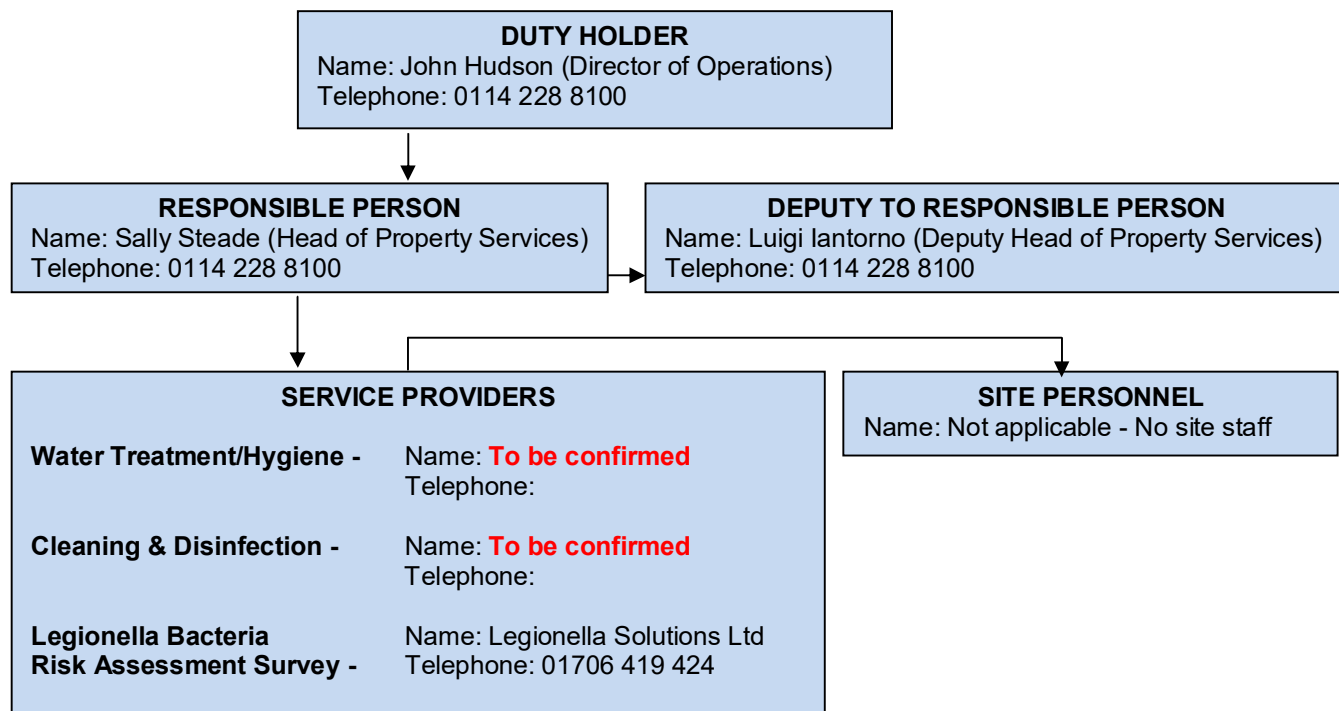 DUTY HOLDER
Name: John Hudson (Director of Operations)
Telephone: 0114 228 8100
RESPONSIBLE PERSON
Name: Sally Steade (Head of Property Services)
Telephone: 0114 228 8100
DEPUTY TO RESPONSIBLE PERSON
Name: Luigi Iantorno (Deputy Head of Property Services)
Telephone: 0114 228 8100
SERVICE PROVIDERS
Water Treatment/Hygiene - Name: To be confirmed
Telephone:
Cleaning & Disinfection - Name: To be confirmed
Telephone:
Legionella Bacteria Name: Legionella Solutions Ltd
Risk Assessment Survey - Telephone: 01706 419 424
SITE PERSONNEL
Name: Not applicable - No site staff